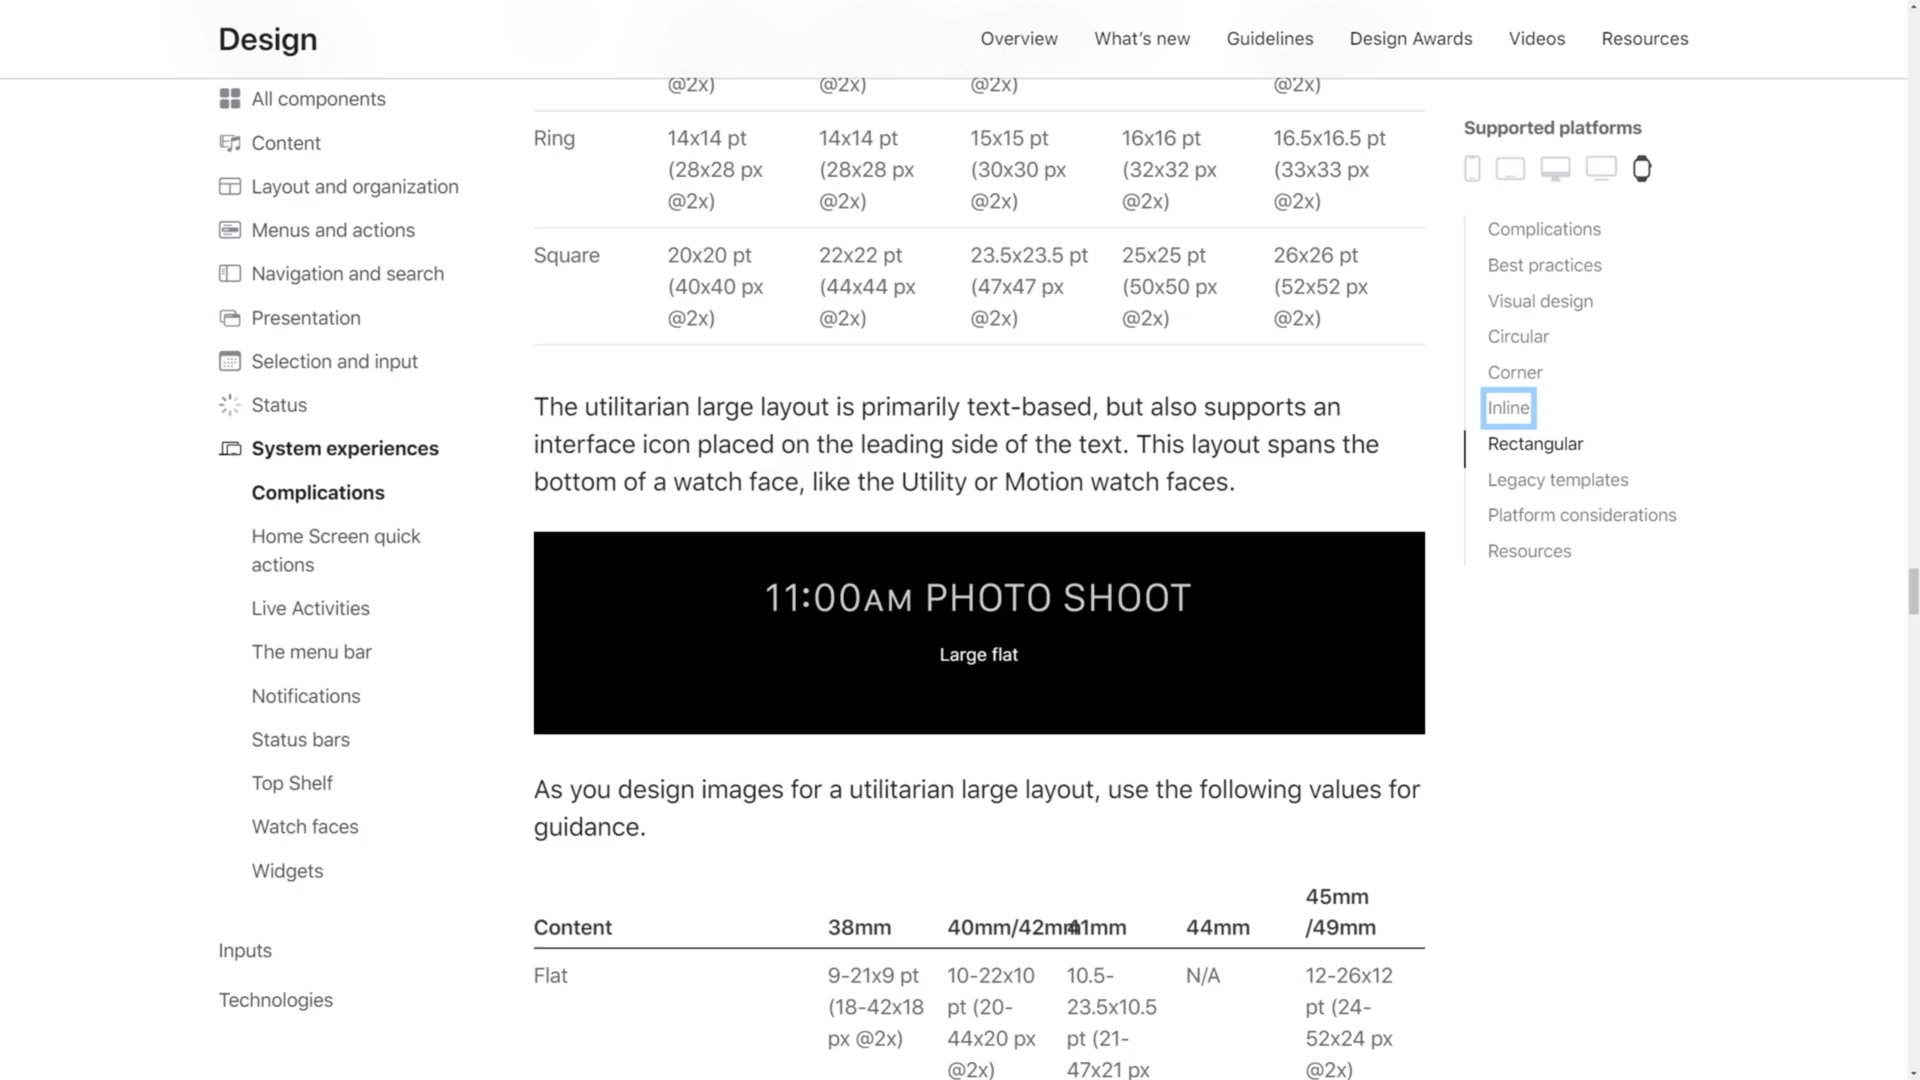 Design
Overview
What's new
Guidelines
Design Awards
Videos
Resources
All components
Content
Layout and organization
Menus and actions
Navigation and search
Presentation
Selection and input
Status
System experiences
Complications
Home Screen quick
actions
Live Activities
The menu bar
Notifications
Status bars
Top Shelf
Watch faces
Widgets
Inputs
Technologies
@2x) @2x) @2x) @2x)
Ring 14x14 pt 14x14 pt 15x15 pt 16x16 pt 16.5x16.5 pt
(28x28 px (28x28 px (30x30 px (32x32 px (33x33 px
@2x) @2x) @2x) @2x) @2x)
Square 20x20 pt 22x22 pt 23.5x23.5 pt 25x25 pt 26x26 pt
(40x40 px (44x44 px (47x47 px (50x50 px (52x52 px
@2x) @2x) @2x) @2x) @2x)
The utilitarian large layout is primarily text-based, but also supports an
interface icon placed on the leading side of the text. This layout spans the
bottom of a watch face, like the Utility or Motion watch faces.
11:00AM PHOTO SHOOT
Large flat
As you design images for a utilitarian large layout, use the following values for
guidance.
45mm
Content 38mm 40mm/42mm 41mm 44mm /49mm
Flat 9-21x9 pt 10-22x10 10.5- N/A 12-26x12
(18-42x18 pt (20- 23.5x10.5 pt (24-
px @2x) 44x20 px pt (21- 52x24 px
@2x) 47x21 px @2x)
Supported platforms
Complications
Best practices
Visual design
Circular
Corner
Inline
Rectangular
Legacy templates
Platform considerations
Resources